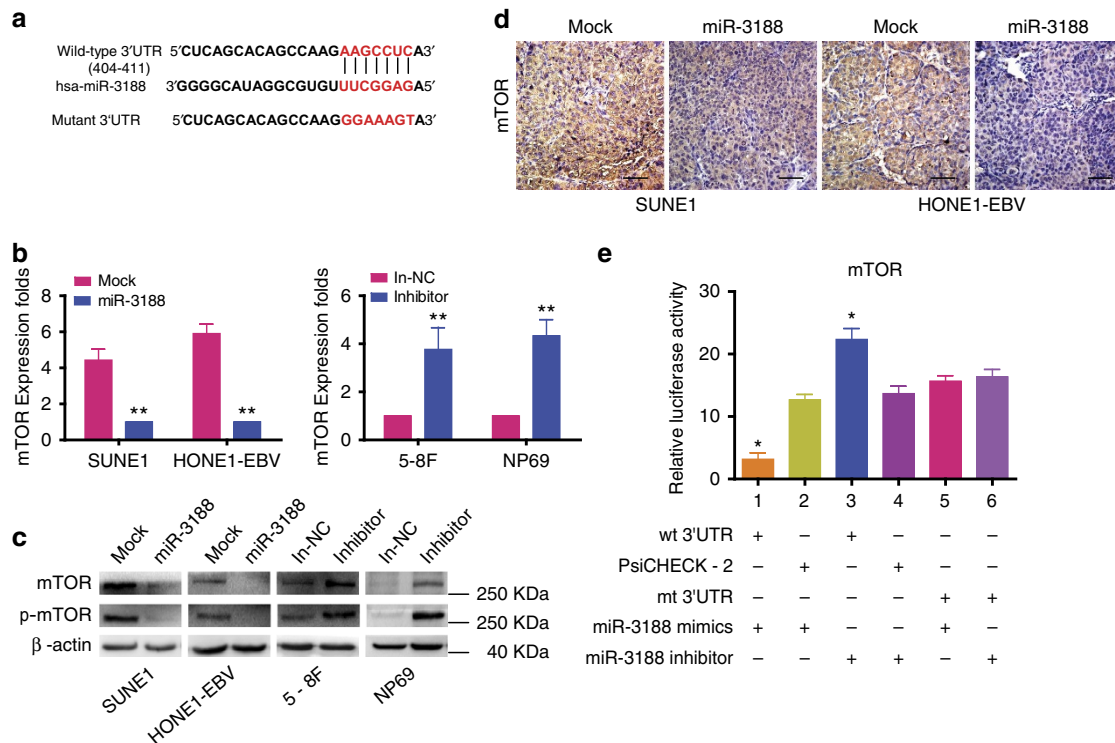 a
Wild-type 3′UTR 5′CUCAGCACAGCCAAGAAGCCUCA3′
(404-411)
hsa-miR-3188 3′GGGGCAUAGGCGUGUUUCGGAGA5′
Mutant 3′UTR 5′CUCAGCACAGCCAAGGGAAAGTA3′
b
mTOR Expression folds
Mock
miR-3188
8
6
4
2
0
** **
SUNE1 HONE1-EBV
mTOR Expression folds
In-NC
Inhibitor
6
4
2
0
** **
5-8F NP69
c
Mock miR-3188 Mock miR-3188 In-NC Inhibitor In-NC Inhibitor
mTOR
250 KDa
p-mTOR
250 KDa
β-actin
40 KDa
SUNE1 HONE1-EBV 5 - 8F NP69
d
Mock miR-3188 Mock miR-3188
mTOR
SUNE1 HONE1-EBV
e
mTOR
Relative luciferase activity
30
20
10
0
* *
1 2 3 4 5 6
wt 3'UTR + – + – – –
PsiCHECK - 2 – + – + – –
mt 3'UTR – – – – + +
miR-3188 mimics + + – – + –
miR-3188 inhibitor – – + + – +